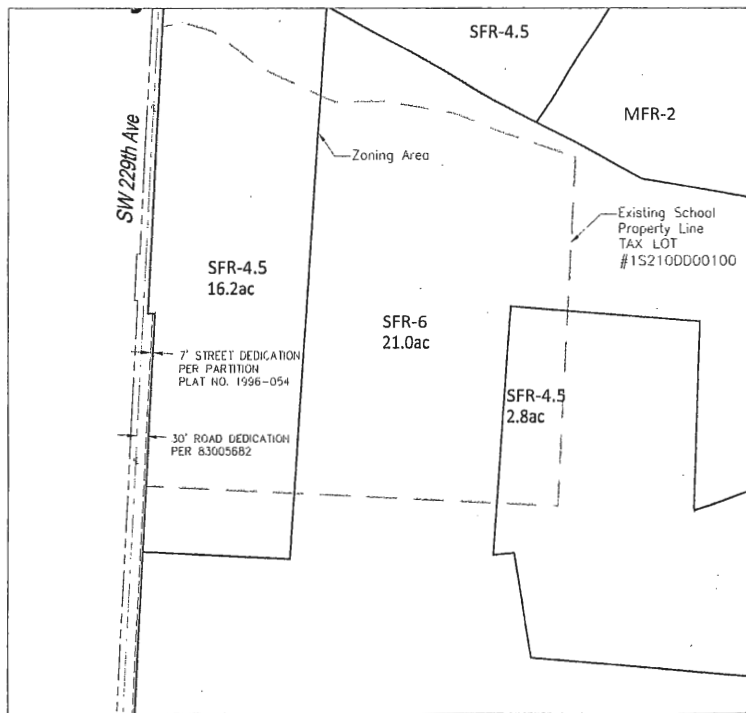 SFR-4.5
MFR-2
SW 229th Ave
Zoning Area
Existing School
Property Line
TAX LOT
#1S210DD00100
SFR-4.5
16.2ac
SFR-6
21.0ac
7' STREET DEDICATION
PER PARTITION
PLAT NO. 1996-054
SFR-4.5
2.8ac
30' ROAD DEDICATION
PER 83005682